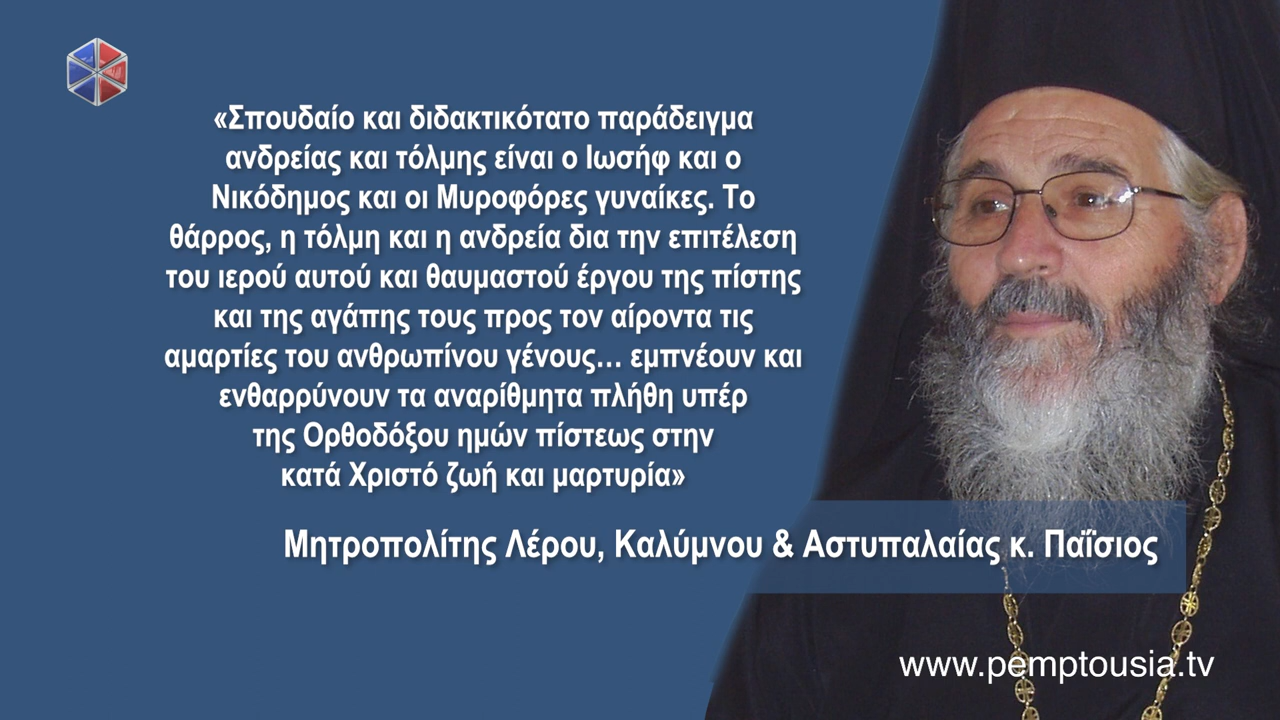 «Σπουδαίο και διδακτικότατο παράδειγμα
ανδρείας και τόλμης είναι ο Ιωσήφ και ο
Νικόδημος και οι Μυροφόρες γυναίκες. Το
θάρρος, η τόλμη και η ανδρεία δια την επιτέλεση
του ιερού αυτού και θαυμαστού έργου της πίστης
και της αγάπης τους προς τον αίροντα τις
αμαρτίες του ανθρωπίνου γένους... εμπνέουν και
ενθαρρύνουν τα αναρίθμητα πλήθη υπέρ
της Ορθοδόξου ημών πίστεως στην
κατά Χριστό ζωή και μαρτυρία»
Μητροπολίτης Λέρου, Καλύμνου & Αστυπαλαίας κ. Παΐσιος
www.pemptousia.tv